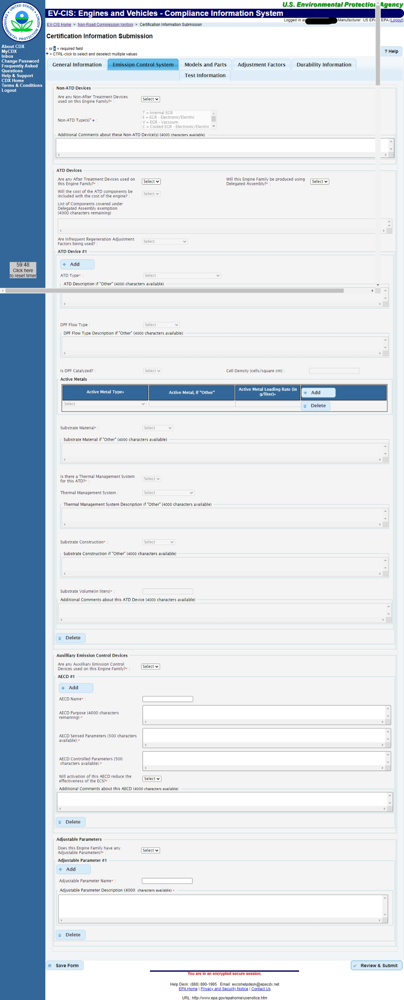 U.S. Environmental Protection Agency
UNITED STATES
ENVIRONMENTAL PROTECTION AGENCY
EV-CIS: Engines and Vehicles - Compliance Information System
Logged in as Manufacturer: US EPA EPA (Logout)
EV-CIS Home > Non-Road Compression Ignition > Certification Information Submission
About CDX
MyCDX
Inbox
Change Password
Frequently Asked
Questions
Help & Support
CDX Home
Terms & Conditions
Logout
59:48
Click here
to reset timer
Certification Information Submission
* or * = required field
+ = CTRL-click to select and deselect multiple values
? Help
General Information Emission Control System Models and Parts Adjustment Factors Durability Information
Test Information
Non-ATD Devices
Are any Non-After Treatment Devices
used on this Engine Family?* : Select
Non-ATD Type(s)*+ :
T = Internal EGR
E = EGR - Electronic/Electric
V = EGR - Vaccuum
C = Cooled EGR - Electronic/Electric
Additional Comments about these Non-ATD Device(s) (4000 characters available)
ATD Devices
Are any After Treatment Devices used on
this Engine Family?* : Select
Will this Engine Family be produced using
Delegated Assembly?* : Select
Will the cost of the ATD components be
included with the cost of the engine? : Select
List of Components covered under
Delegated Assembly exemption
(4000 characters remaining)
Are Infrequent Regeneration Adjustment
Factors being used? : Select
ATD Device #1
+ Add
ATD Type* : Select
ATD Description if "Other" (4000 characters available)
DPF Flow Type : Select
DPF Flow Type Description if "Other" (4000 characters available)
Is DPF Catalyzed? : Select Cell Density (cells/square cm) :
Active Metals
Active Metal Type* Active Metal, if "Other" Active Metal Loading Rate (in
g/liter)* + Add
Select Delete
Substrate Material* : Select
Substrate Material if "Other" (4000 characters available)
Is there a Thermal Management System
for this ATD?* : Select
Thermal Management System : Select
Thermal Management System Description if "Other" (4000 characters available)
Substrate Construction* : Select
Substrate Construction if "Other" (4000 characters available)
Substrate Volume(in liters)* :
Additional Comments about this ATD Device (4000 characters available)
Delete
Auxilliary Emission Control Devices
Are any Auxilliary Emission Control
Devices used on this Engine Family?* : Select
AECD #1
+ Add
AECD Name* :
AECD Purpose (4000 characters
remaining):*
AECD Sensed Parameters (500 characters
available):*
AECD Controlled Parameters (500
characters available):*
Will activation of this AECD reduce the
effectiveness of the ECS?* : Select
Additional Comments about this AECD (4000 characters available)
Delete
Adjustable Parameters
Does this Engine Family have any
Adjustable Parameters?* : Select
Adjustable Parameter #1
+ Add
Adjustable Parameter Name* :
Adjustable Parameter Description (4000 characters available) *
Delete
Save Form Review & Submit
You are in an encrypted secure session.
Help Desk: (888) 890-1995 Email: evcishelpdesk@epacdx.net
EPA Home | Privacy and Security Notice | Contact Us
URL: http://www.epa.gov/epahome/usenotice.htm